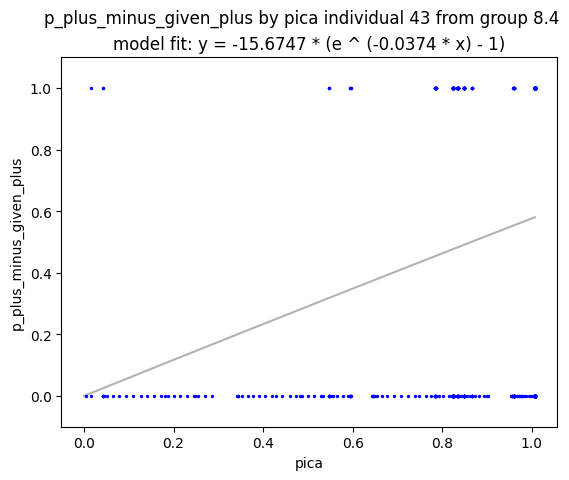 p_plus_minus_given_plus by pica individual 43 from group 8.4
model fit: y = -15.6747 * (e ^ (-0.0374 * x) - 1)
1.0
0.8
0.6
0.4
0.2
0.0
p_plus_minus_given_plus
0.0 0.2 0.4 0.6 0.8 1.0
pica